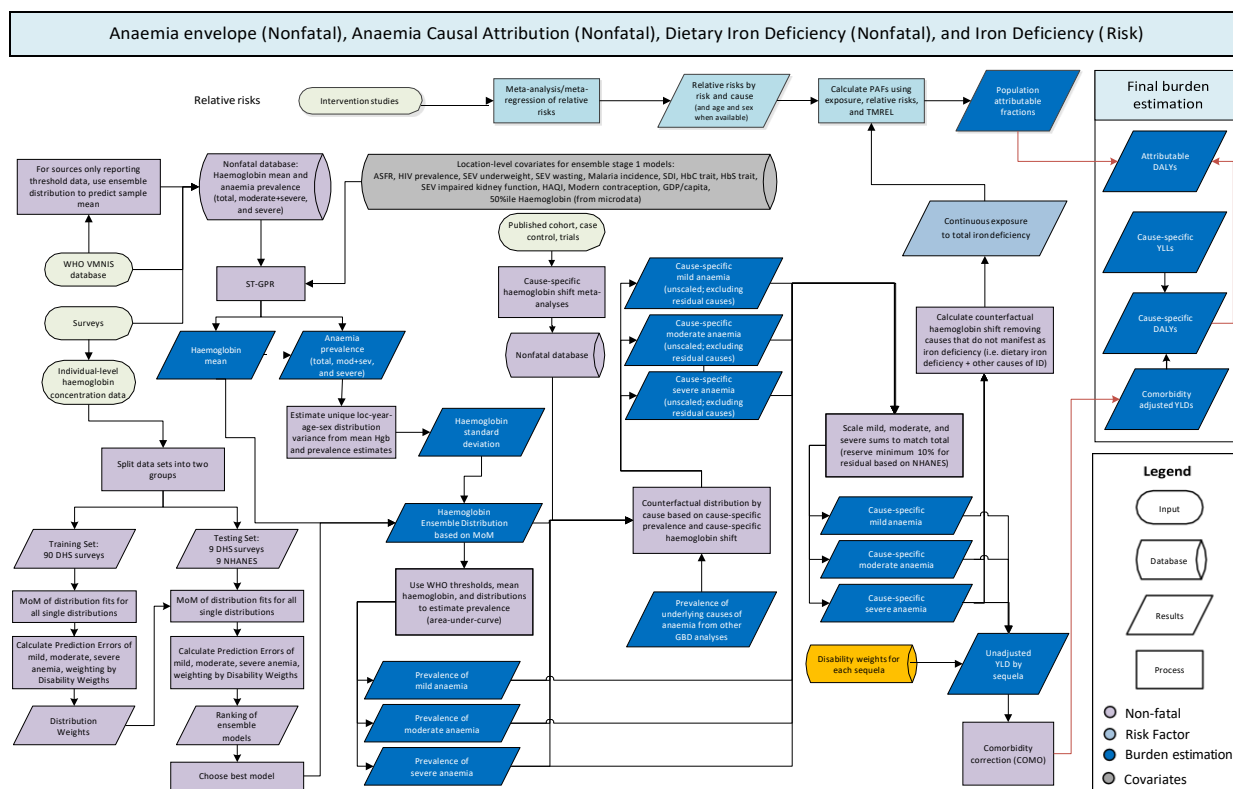 Anaemia envelope (Nonfatal), Anaemia Causal Attribution (Nonfatal), Dietary Iron Deficiency (Nonfatal), and Iron Deficiency (Risk)
Relative risks
Intervention studies
Meta-analysis/meta-
regression of relative
risks
Relative risks by
risk and cause
(and age and sex
when available)
Calculate PAFs using
exposure, relative risks,
and TMREL
Population
attributable
fractions
Final burden
estimation
Attributable
DALYs
Cause-specific
YLLs
Cause-specific
DALYs
Comorbidity
adjusted YLDs
For sources only reporting
threshold data, use ensemble
distribution to predict sample
mean
Nonfatal database:
Haemoglobin mean and
anaemia prevalence
(total, moderate+severe,
and severe)
Location-level covariates for ensemble stage 1 models:
ASFR, HIV prevalence, SEV underweight, SEV wasting, Malaria incidence, SDI, HbC trait, HbS trait,
SEV impaired kidney function, HAQI, Modern contraception, GDP/capita,
50%ile Haemoglobin (from microdata)
WHO VMNIS
database
ST-GPR
Surveys
Haemoglobin
mean
Anaemia
prevalence
(total, mod+sev,
and severe)
Individual-level
haemoglobin
concentration data
Published cohort, case
control, trials
Cause-specific
haemoglobin shift meta-
analyses
Nonfatal database
Cause-specific
mild anaemia
(unscaled; excluding
residual causes)
Cause-specific
moderate anaemia
(unscaled; excluding
residual causes)
Cause-specific
severe anaemia
(unscaled; excluding
residual causes)
Continuous exposure
to total iron deficiency
Calculate counterfactual
haemoglobin shift removing
causes that do not manifest as
iron deficiency (i.e. dietary iron
deficiency + other causes of ID)
Estimate unique loc-year-
age-sex distribution
variance from mean Hgb
and prevalence estimates
Haemoglobin
standard
deviation
Scale mild, moderate, and
severe sums to match total
(reserve minimum 10% for
residual based on NHANES)
Split data sets into two
groups
Training Set:
90 DHS surveys
Testing Set:
9 DHS surveys
9 NHANES
Haemoglobin
Ensemble Distribution
based on MoM
Counterfactual distribution by
cause based on cause-specific
prevalence and cause-specific
haemoglobin shift
MoM of distribution fits for
all single distributions
MoM of distribution fits for all
single distributions
Use WHO thresholds, mean
haemoglobin, and distributions
to estimate prevalence
(area-under-curve)
Prevalence of
underlying causes of
anaemia from other
GBD analyses
Cause-specific
mild anaemia
Cause-specific
moderate anaemia
Cause-specific
severe anaemia
Calculate Prediction Errors of
mild, moderate, severe
anemia, weighting by
Disability Weigths
Calculate Prediction Errors of
mild, moderate, severe anemia,
weighting by Disability Weigths
Distribution
Weights
Ranking of
ensemble
models
Choose best model
Prevalence of
mild anaemia
Prevalence of
moderate anaemia
Prevalence of
severe anaemia
Disability weights for
each sequela
Unadjusted YLD by
sequela
Comorbidity
correction (COMO)
Legend
Input
Database
Results
Process
Non-fatal
Risk Factor
Burden estimation
Covariates